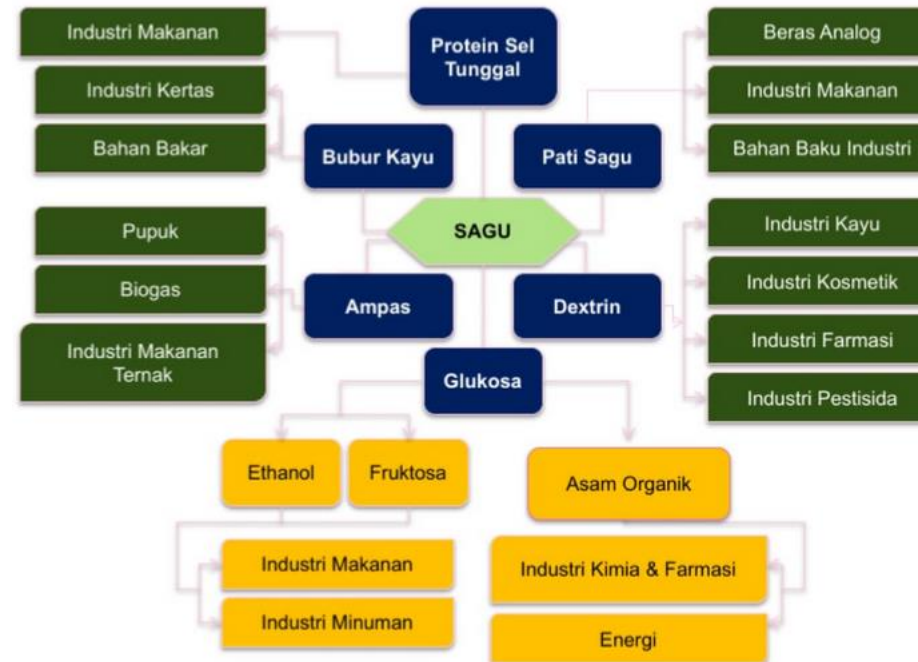 Industri Makanan
Protein Sel
Tunggal
Beras Analog
Industri Kertas
Industri Makanan
Bahan Bakar
Bubur Kayu
Pati Sagu
Bahan Baku Industri
SAGU
Pupuk
Industri Kayu
Biogas
Ampas
Dextrin
Industri Kosmetik
Industri Makanan
Ternak
Industri Farmasi
Glukosa
Industri Pestisida
Ethanol
Fruktosa
Asam Organik
Industri Makanan
Industri Kimia & Farmasi
Industri Minuman
Energi